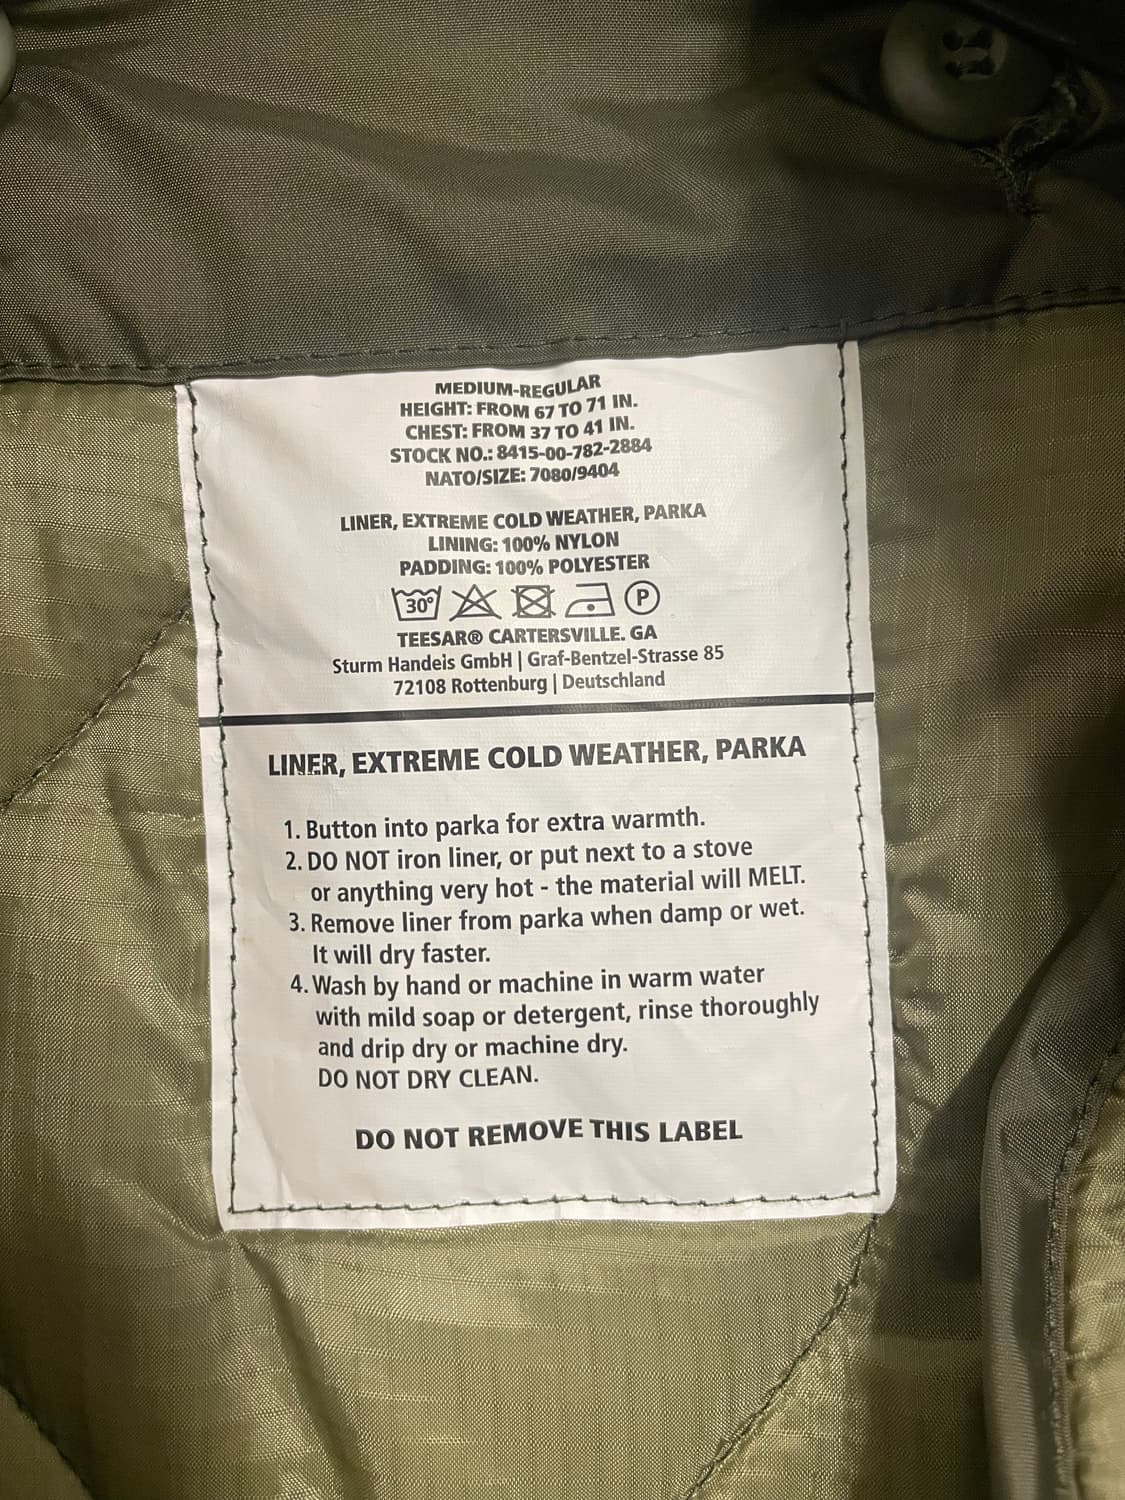 MEDIUM-REGULAR
HEIGHT: FROM 67 TO 71 IN.
CHEST: FROM 37 TO 41 IN.
STOCK NO.: 8415-00-782-2884
NATO/SIZE: 7080/9404
LINER, EXTREME COLD WEATHER, PARKA
LINING: 100% NYLON
PADDING: 100% POLYESTER
30° P
TEESAR® CARTERSVILLE. GA
Sturm Handeis GmbH | Graf-Bentzel-Strasse 85
72108 Rottenburg | Deutschland
LINER, EXTREME COLD WEATHER, PARKA
1. Button into parka for extra warmth.
2. DO NOT iron liner, or put next to a stove
or anything very hot - the material will MELT.
3. Remove liner from parka when damp or wet.
It will dry faster.
4. Wash by hand or machine in warm water
with mild soap or detergent, rinse thoroughly
and drip dry or machine dry.
DO NOT DRY CLEAN.
DO NOT REMOVE THIS LABEL